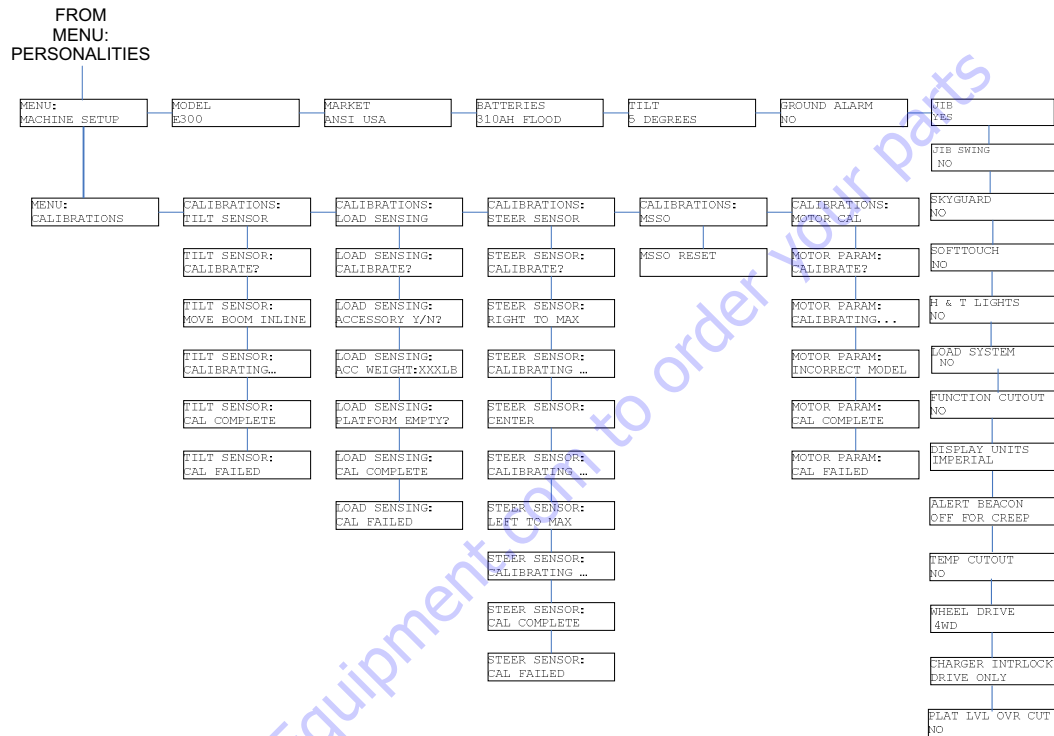 FROM
MENU:
PERSONALITIES
MENU:
MACHINE SETUP
MODEL
E300
MARKET
ANSI USA
BATTERIES
310AH FLOOD
TILT
5 DEGREES
GROUND ALARM
NO
JIB
YES
JIB SWING
NO
SKYGUARD
NO
SOFTTOUCH
NO
H & T LIGHTS
NO
LOAD SYSTEM
NO
FUNCTION CUTOUT
NO
DISPLAY UNITS
IMPERIAL
ALERT BEACON
OFF FOR CREEP
TEMP CUTOUT
NO
WHEEL DRIVE
4WD
CHARGER INTRLOCK
DRIVE ONLY
PLAT LVL OVR CUT
NO
MENU:
CALIBRATIONS
CALIBRATIONS:
TILT SENSOR
TILT SENSOR:
CALIBRATE?
TILT SENSOR:
MOVE BOOM INLINE
TILT SENSOR:
CALIBRATING…
TILT SENSOR:
CAL COMPLETE
TILT SENSOR:
CAL FAILED
CALIBRATIONS:
LOAD SENSING
LOAD SENSING:
CALIBRATE?
LOAD SENSING:
ACCESSORY Y/N?
LOAD SENSING:
ACC WEIGHT:XXXLB
LOAD SENSING:
PLATFORM EMPTY?
LOAD SENSING:
CAL COMPLETE
LOAD SENSING:
CAL FAILED
CALIBRATIONS:
STEER SENSOR
STEER SENSOR:
CALIBRATE?
STEER SENSOR:
RIGHT TO MAX
STEER SENSOR:
CALIBRATING …
STEER SENSOR:
CENTER
STEER SENSOR:
CALIBRATING …
STEER SENSOR:
LEFT TO MAX
STEER SENSOR:
CALIBRATING …
STEER SENSOR:
CAL COMPLETE
STEER SENSOR:
CAL FAILED
CALIBRATIONS:
MSSO
MSSO RESET
CALIBRATIONS:
MOTOR CAL
MOTOR PARAM:
CALIBRATE?
MOTOR PARAM:
CALIBRATING...
MOTOR PARAM:
INCORRECT MODEL
MOTOR PARAM:
CAL COMPLETE
MOTOR PARAM:
CAL FAILED
Equipment.com to order your parts